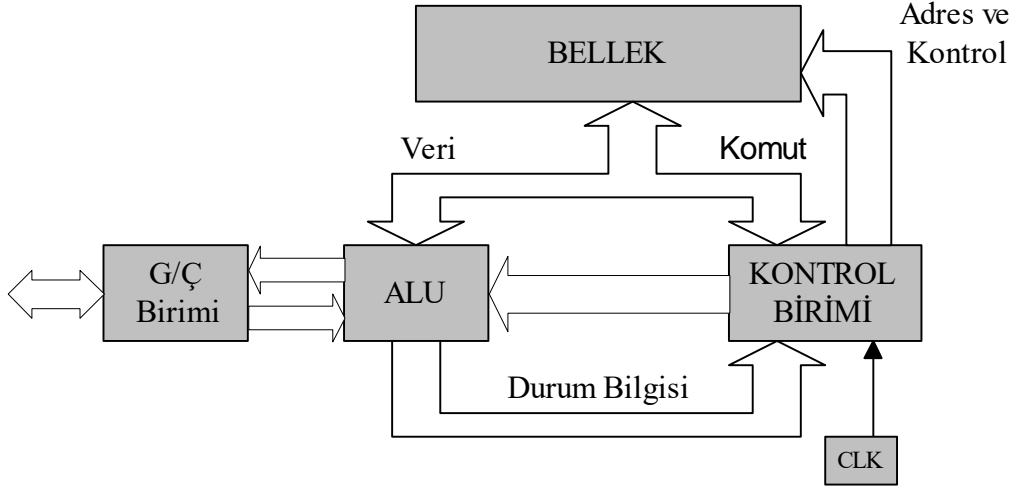 Adres ve
Kontrol
BELLEK
Veri
Komut
G/Ç
Birimi
ALU
KONTROL
BİRİMİ
Durum Bilgisi
CLK